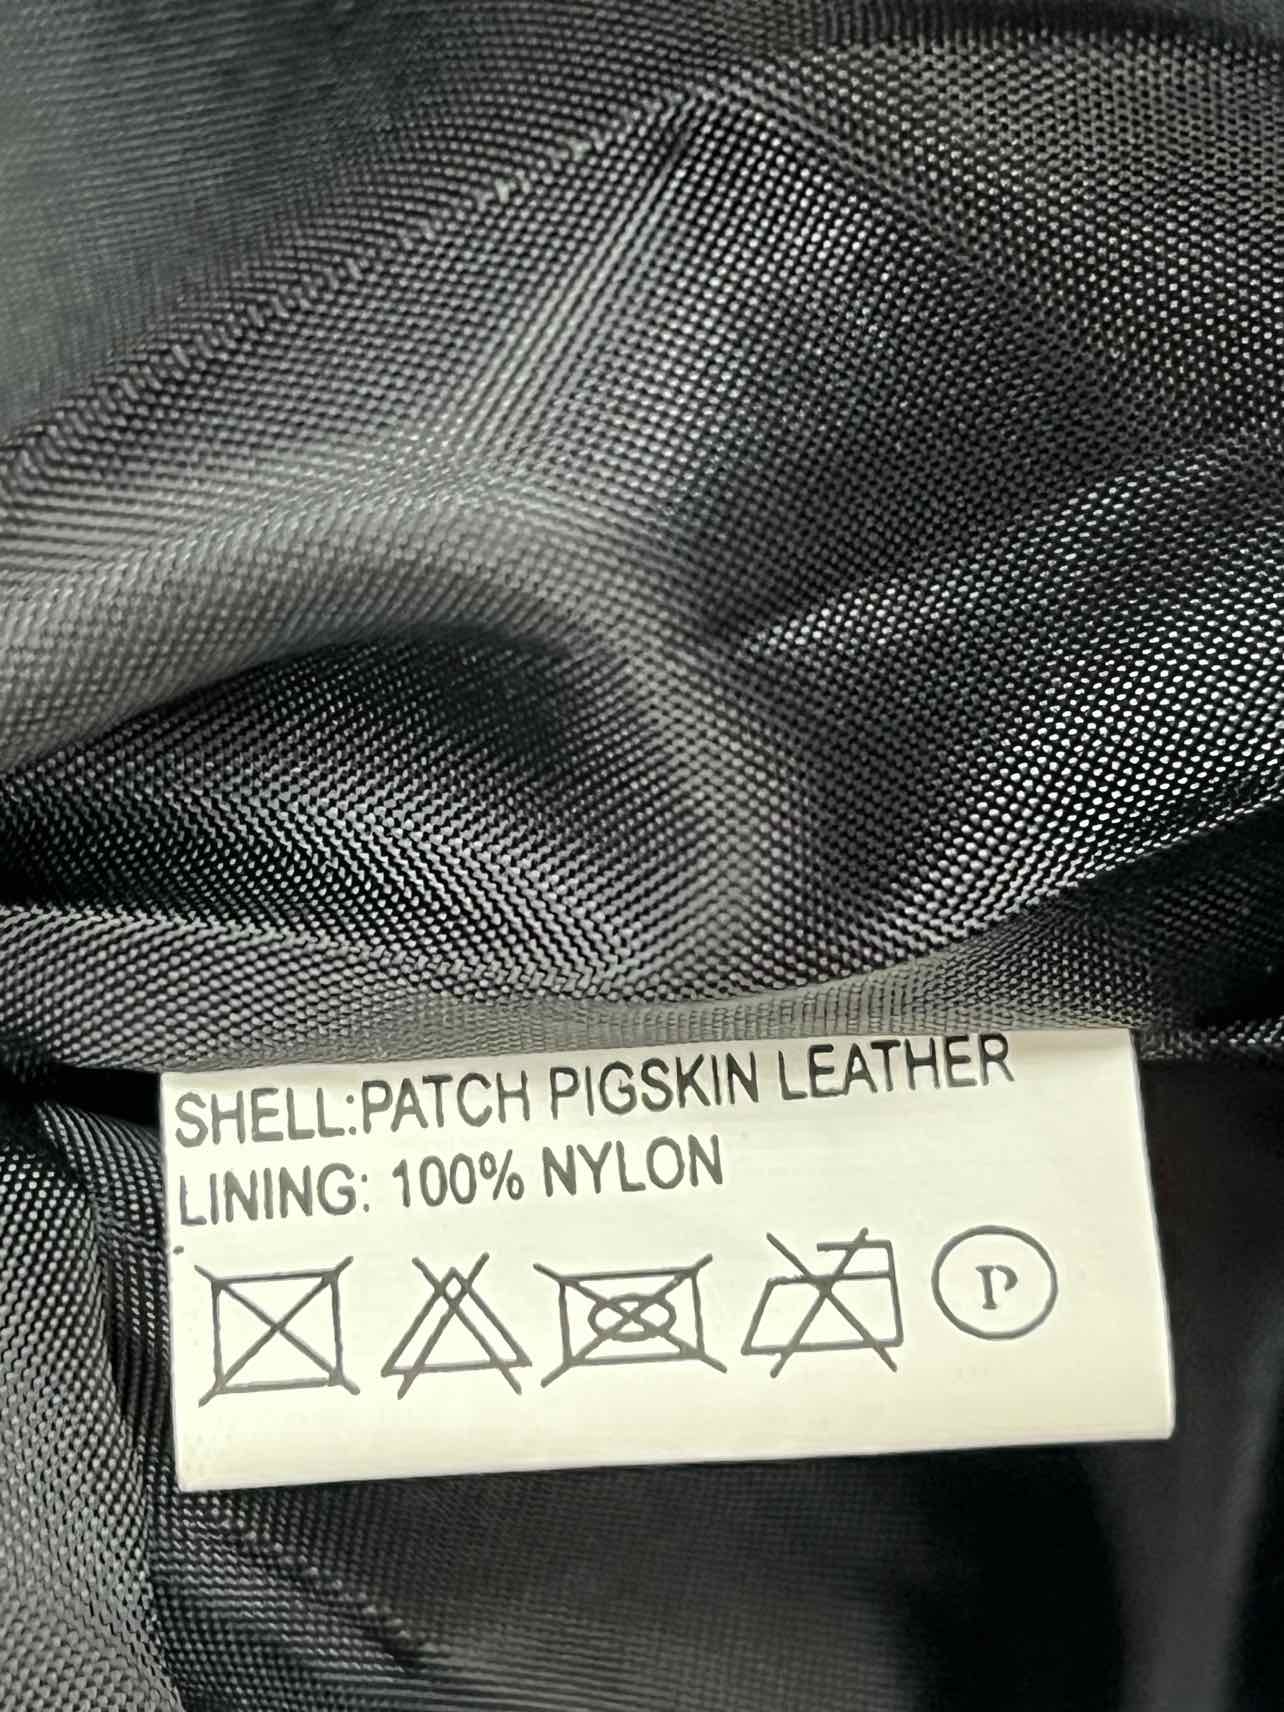 SHELL:PATCH PIGSKIN LEATHER
LINING: 100% NYLON
P